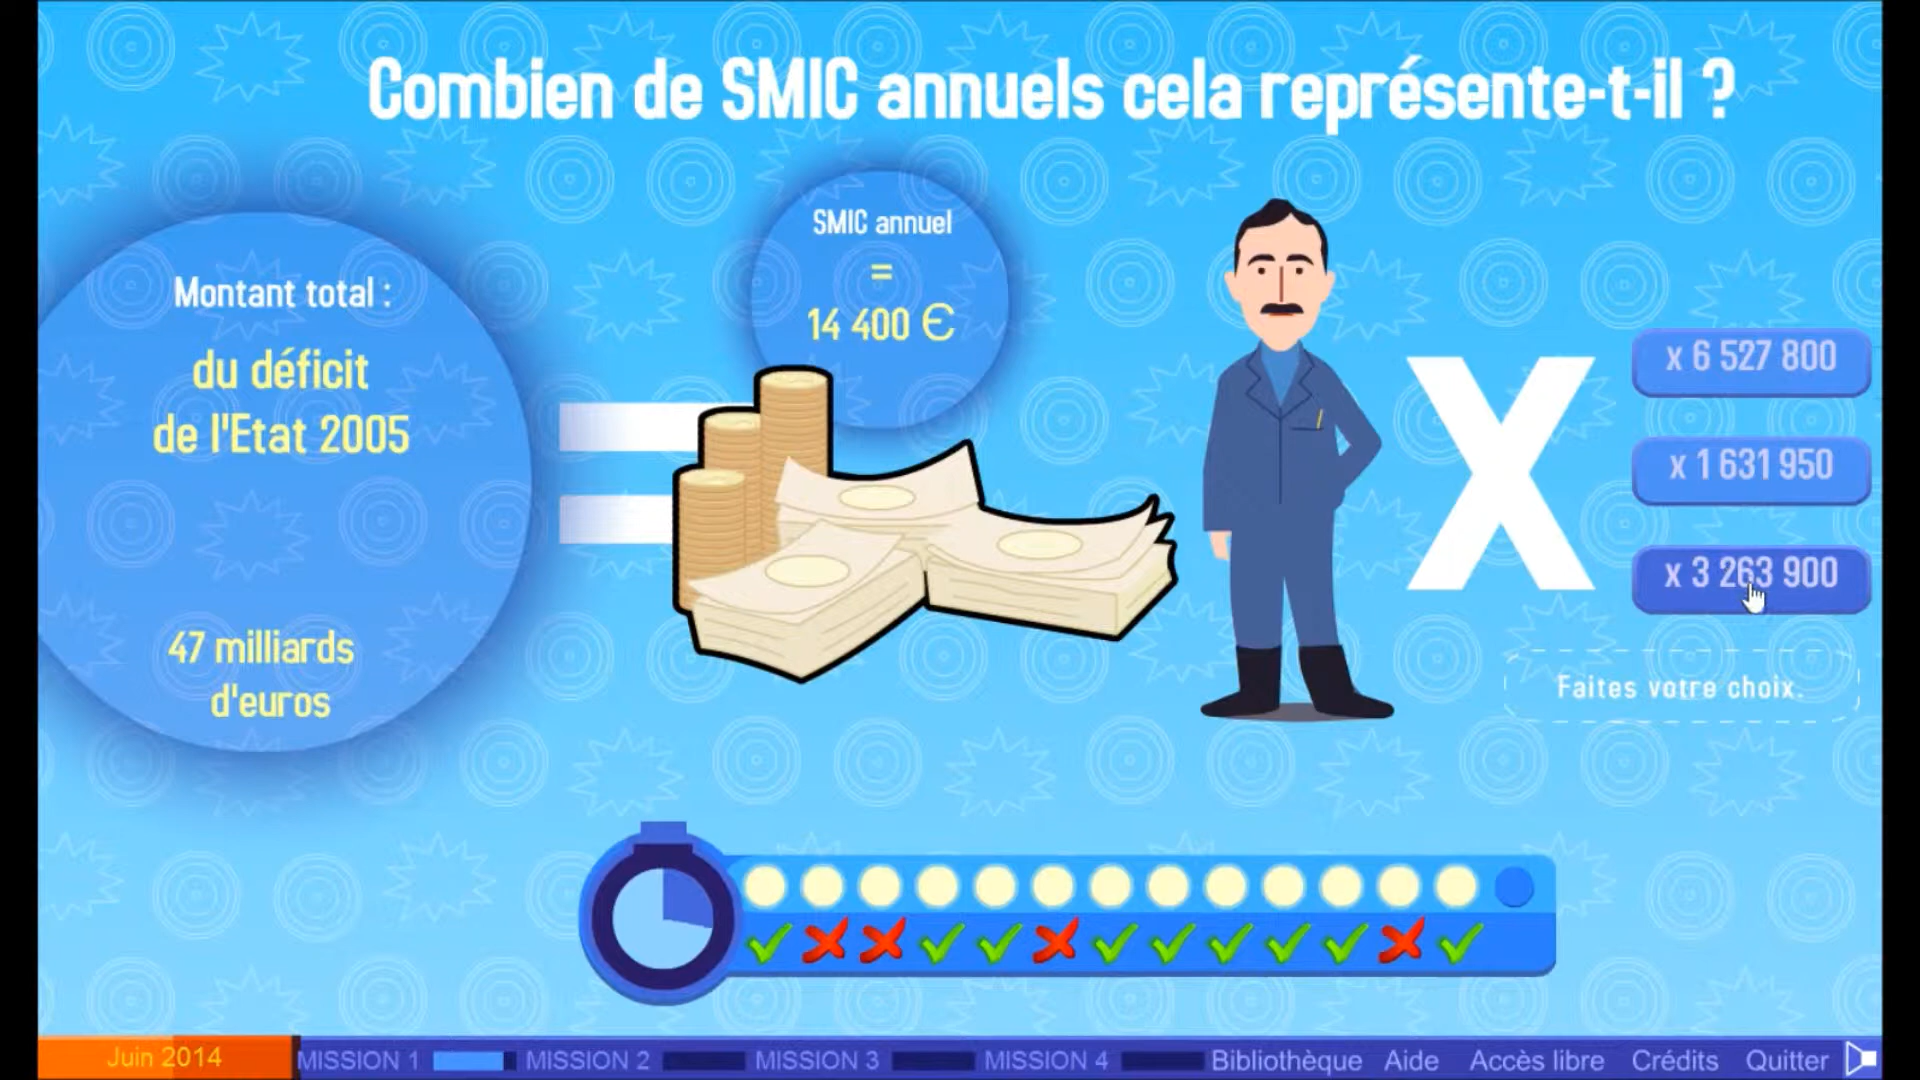 Combien de SMIC annuels cela représente-t-il ?
SMIC annuel
=
14 400 €
Montant total :
du déficit
de l'Etat 2005
47 milliards
d'euros
X
x 6 527 800
x 1 631 950
x 3 263 900
Faites votre choix.
Juin 2014 MISSION 1 MISSION 2 MISSION 3 MISSION 4 Bibliothèque Aide Accès libre Crédits Quitter